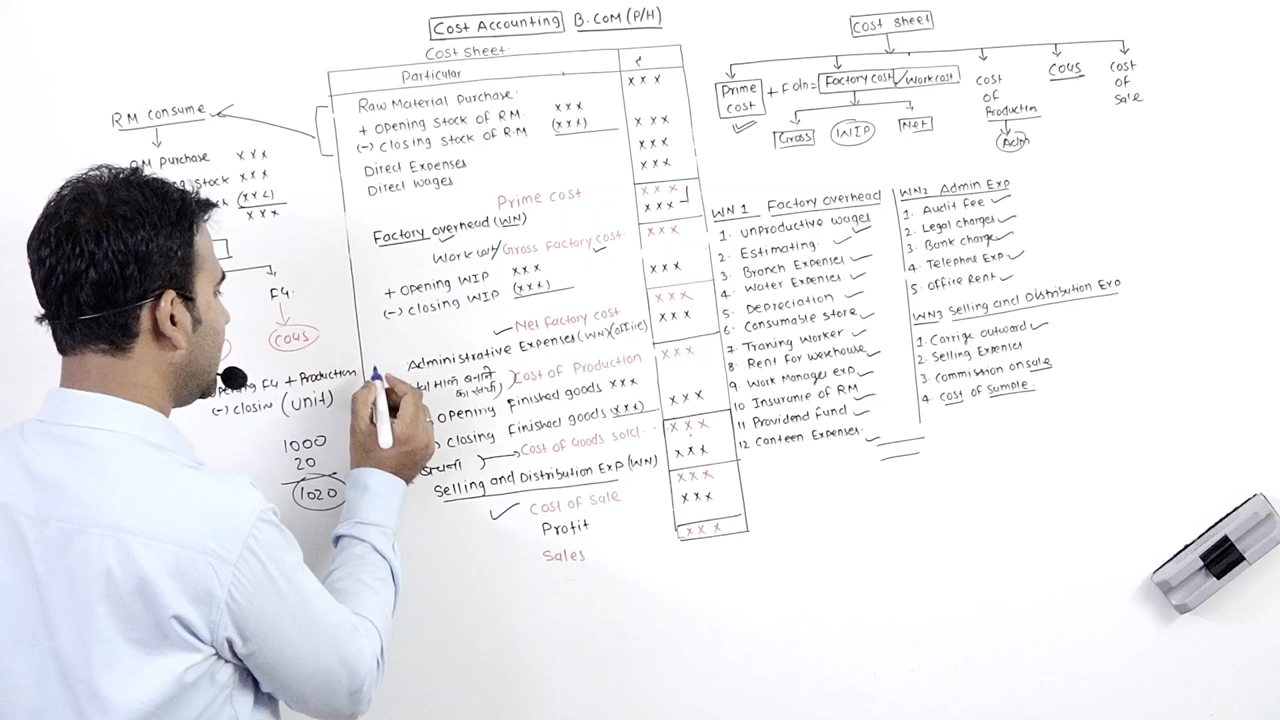 Cost Accounting B.COM (P/H)
Cost sheet.
Particular ₹
Raw Material Purchase. xxx
+ Opening Stock of RM. xxx
(-) Closing Stock of R.M (xxx) xxx
Direct Expenses xxx
Direct wages xxx
Prime cost xxx
Factory overhead (WN) xxx
Work cost/Gross Factory cost xxx
+ Opening WIP xxx
(-) Closing WIP (xxx) xxx
Net Factory cost xxx
Administrative Expenses (WN) (office) xxx
माल बनाने Cost of Production xxx
Opening Finished goods xxx
Closing Finished goods (xxx) xxx
Cost of Goods sold. xxx
Selling and Distribution Exp (WN) xxx
Cost of Sale xxx
Profit xxx
Sales xxx
RM consume
RM Purchase xxx
stock xxx
(xxx)
xxx
FG
COGS
FG + Production
(-) closin (Unit)
1000
20
1020
Cost sheet
Prime cost + FOh = Factory cost Workcost
Cost of Production
COGS
Cost of Sale
Gross WIP Net
Adm
WN 1 Factory overhead
1. Unproductive wages
2. Estimating
3. Branch Expenses
4. Water Expenses
5. Depreciation
6. Consumable Store
7 Traning Worker
8. Rent for wexhouse
9. Work Manager Exp.
10 Insurance of RM
11 Providend fund
12 Canteen Expenses.
WN2 Admin Exp
1. Audit Fee
2. Legal charges
3. Bank charge
4. Telephone Exp
5. Office Rent
WN3 Selling and Distribution Exp
1. Carrige outward
2. Selling Expenses
3. Commission on sale
4. Cost of Sample